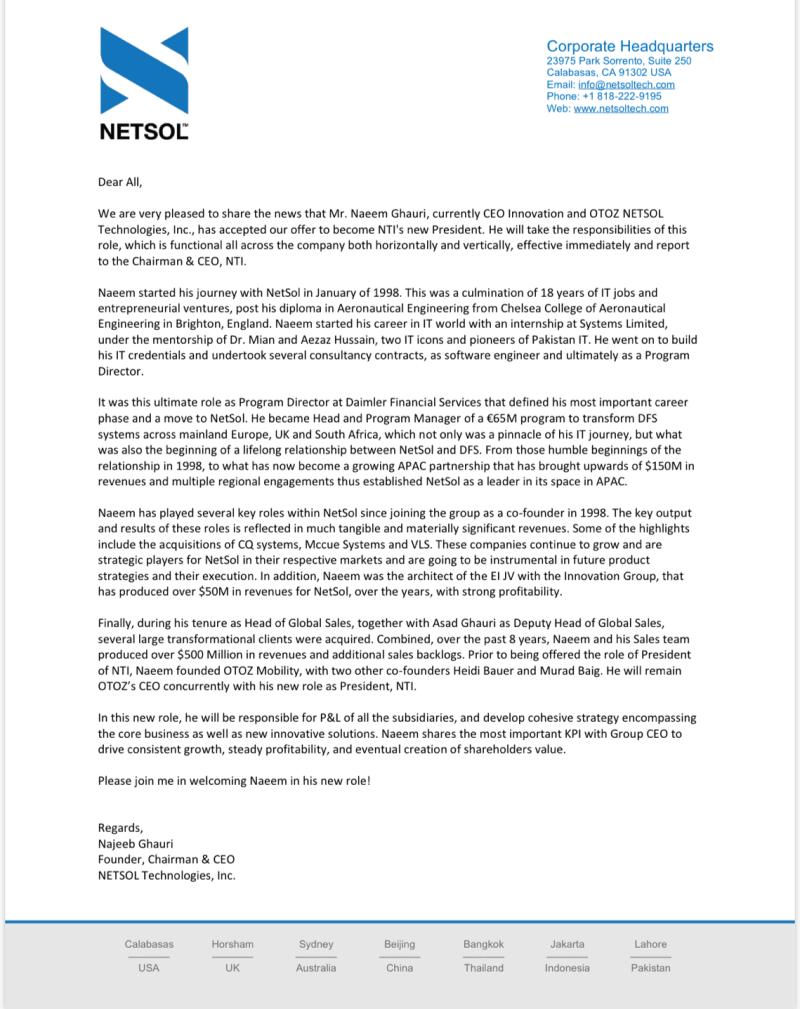 NETSOL™
Corporate Headquarters
23975 Park Sorrento, Suite 250
Calabasas, CA 91302 USA
Email: info@netsoltech.com
Phone: +1 818-222-9195
Web: www.netsoltech.com
Dear All,
We are very pleased to share the news that Mr. Naeem Ghauri, currently CEO Innovation and OTOZ NETSOL
Technologies, Inc., has accepted our offer to become NTI's new President. He will take the responsibilities of this
role, which is functional all across the company both horizontally and vertically, effective immediately and report
to the Chairman & CEO, NTI.
Naeem started his journey with NetSol in January of 1998. This was a culmination of 18 years of IT jobs and
entrepreneurial ventures, post his diploma in Aeronautical Engineering from Chelsea College of Aeronautical
Engineering in Brighton, England. Naeem started his career in IT world with an internship at Systems Limited,
under the mentorship of Dr. Mian and Aezaz Hussain, two IT icons and pioneers of Pakistan IT. He went on to build
his IT credentials and undertook several consultancy contracts, as software engineer and ultimately as a Program
Director.
It was this ultimate role as Program Director at Daimler Financial Services that defined his most important career
phase and a move to NetSol. He became Head and Program Manager of a €65M program to transform DFS
systems across mainland Europe, UK and South Africa, which not only was a pinnacle of his IT journey, but what
was also the beginning of a lifelong relationship between NetSol and DFS. From those humble beginnings of the
relationship in 1998, to what has now become a growing APAC partnership that has brought upwards of $150M in
revenues and multiple regional engagements thus established NetSol as a leader in its space in APAC.
Naeem has played several key roles within NetSol since joining the group as a co-founder in 1998. The key output
and results of these roles is reflected in much tangible and materially significant revenues. Some of the highlights
include the acquisitions of CQ systems, Mccue Systems and VLS. These companies continue to grow and are
strategic players for NetSol in their respective markets and are going to be instrumental in future product
strategies and their execution. In addition, Naeem was the architect of the EI JV with the Innovation Group, that
has produced over $50M in revenues for NetSol, over the years, with strong profitability.
Finally, during his tenure as Head of Global Sales, together with Asad Ghauri as Deputy Head of Global Sales,
several large transformational clients were acquired. Combined, over the past 8 years, Naeem and his Sales team
produced over $500 Million in revenues and additional sales backlogs. Prior to being offered the role of President
of NTI, Naeem founded OTOZ Mobility, with two other co-founders Heidi Bauer and Murad Baig. He will remain
OTOZ's CEO concurrently with his new role as President, NTI.
In this new role, he will be responsible for P&L of all the subsidiaries, and develop cohesive strategy encompassing
the core business as well as new innovative solutions. Naeem shares the most important KPI with Group CEO to
drive consistent growth, steady profitability, and eventual creation of shareholders value.
Please join me in welcoming Naeem in his new role!
Regards,
Najeeb Ghauri
Founder, Chairman & CEO
NETSOL Technologies, Inc.
Calabasas Horsham Sydney Beijing Bangkok Jakarta Lahore
USA UK Australia China Thailand Indonesia Pakistan